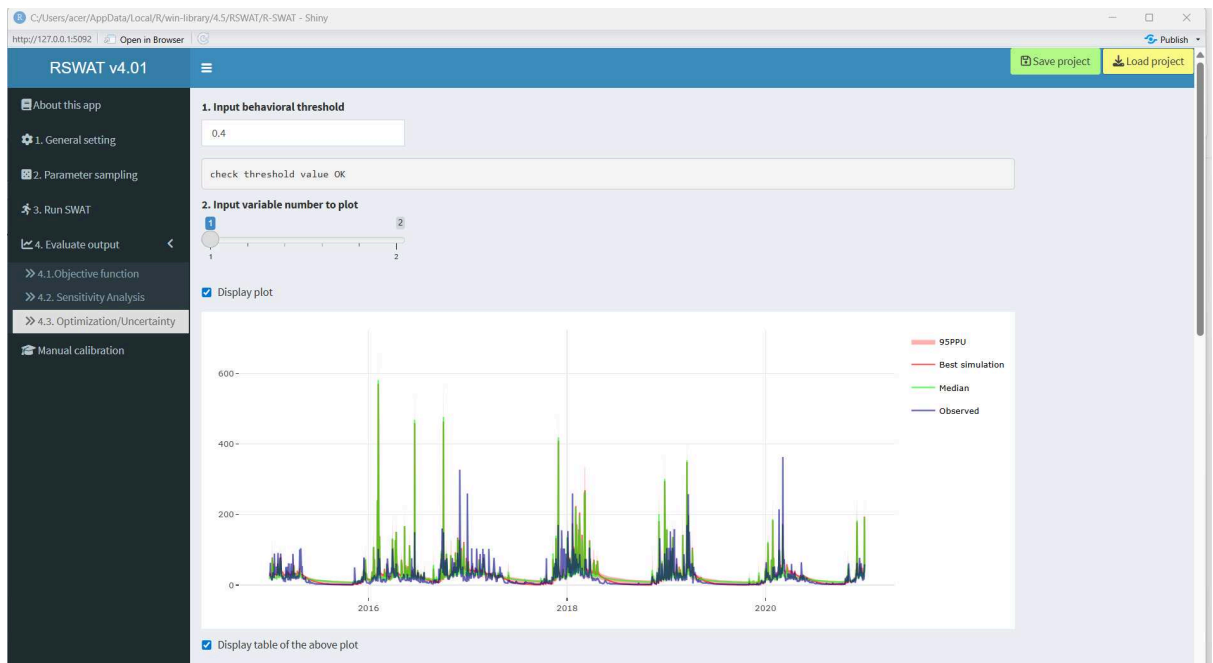 C:/Users/acer/AppData/Local/R/win-library/4.5/RSWAT/R-SWAT - Shiny
http://127.0.0.1:5092 Open in Browser Publish
RSWAT v4.01 Save project Load project
About this app
1. General setting
2. Parameter sampling
3. Run SWAT
4. Evaluate output
4.1.Objective function
4.2. Sensitivity Analysis
4.3. Optimization/Uncertainty
Manual calibration
1. Input behavioral threshold
0.4
check threshold value OK
2. Input variable number to plot
1 2
1 2
Display plot
95PPU
Best simulation
Median
Observed
600
400
200
0
2016 2018 2020
Display table of the above plot